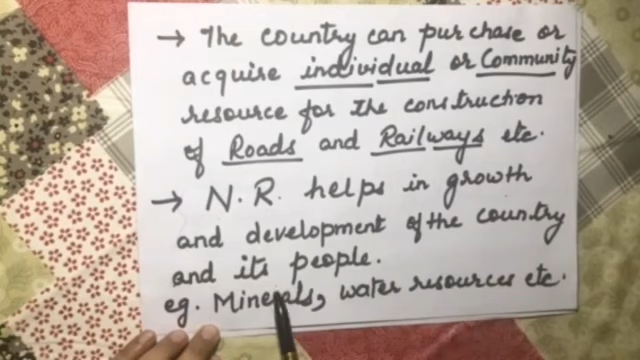 → The country can purchase or
acquire individual or Community
resource for the construction
of Roads and Railways etc.
→ N.R. helps in growth
and development of the country
and its people.
eg. Minerals, water resources etc.